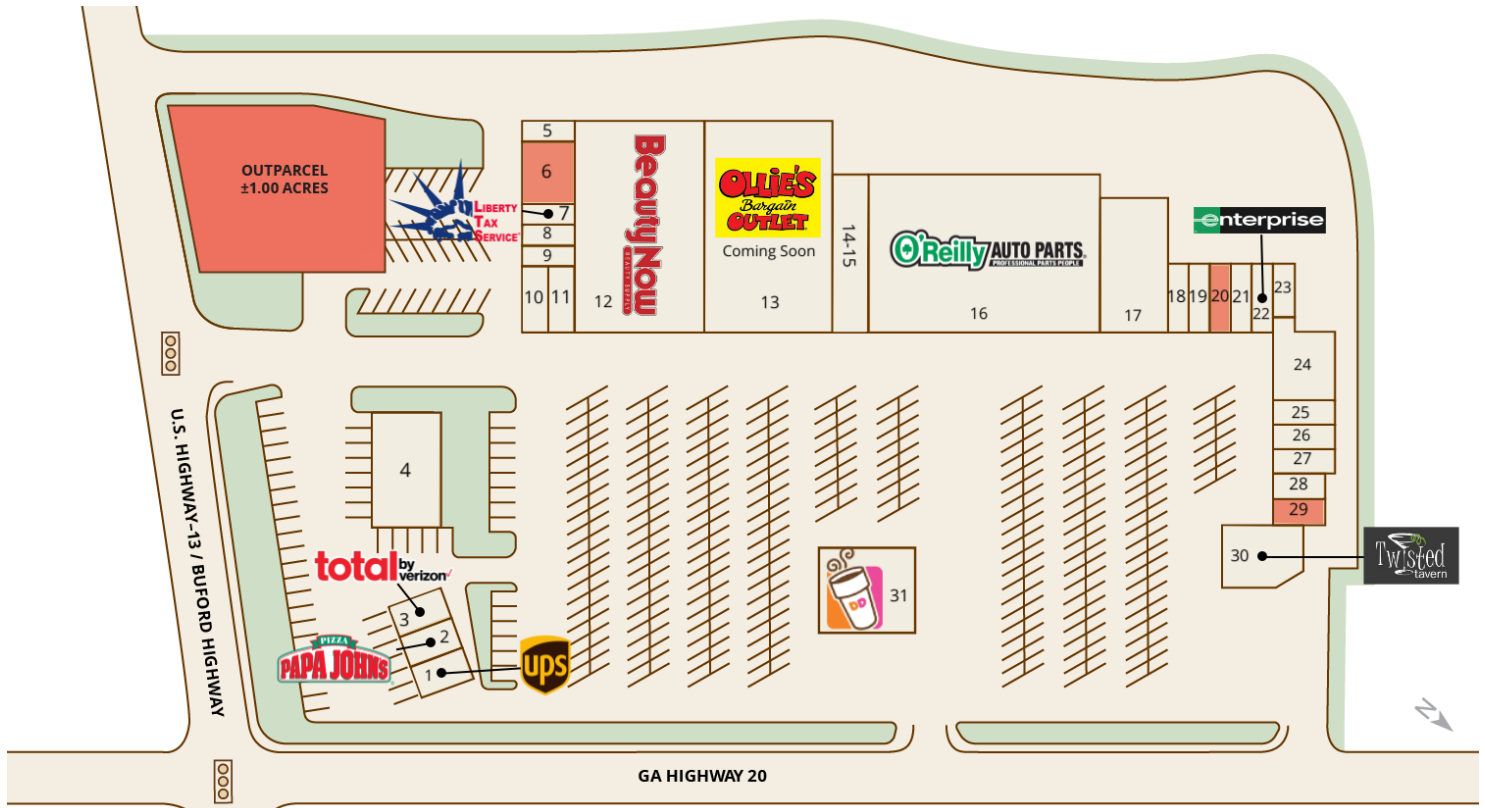 OUTPARCEL
±1.00 ACRES
LIBERTY
TAX
SERVICE
5
6
7
8
9
10
11
12
BeautyNow
BEAUTY SUPPLY
OLLIE'S
Bargain
OUTLET
Coming Soon
13
14-15
O'Reilly AUTO PARTS
PROFESSIONAL PARTS PEOPLE
16
17
18
19
20
21
enterprise
22
23
24
25
26
27
28
29
30
Twisted
tavern
U.S. HIGHWAY-13 / BUFORD HIGHWAY
4
total by
verizon
3
2
1
PIZZA
PAPA JOHNS
ups
DD
31
N
GA HIGHWAY 20